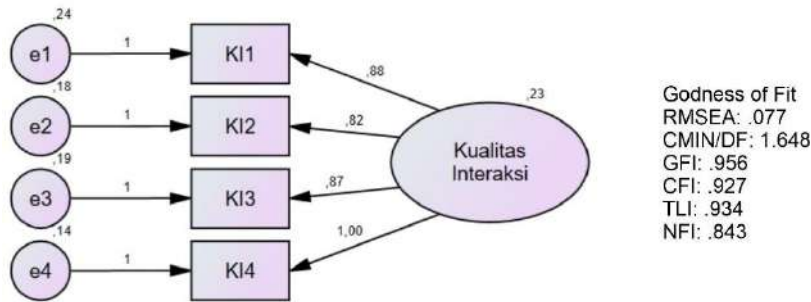 ,24
e1
1
KI1
,88
,18
e2
1
KI2
,82
,23
Kualitas
Interaksi
,19
e3
1
KI3
,87
,14
e4
1
KI4
1,00
Godness of Fit
RMSEA: .077
CMIN/DF: 1.648
GFI: .956
CFI: .927
TLI: .934
NFI: .843